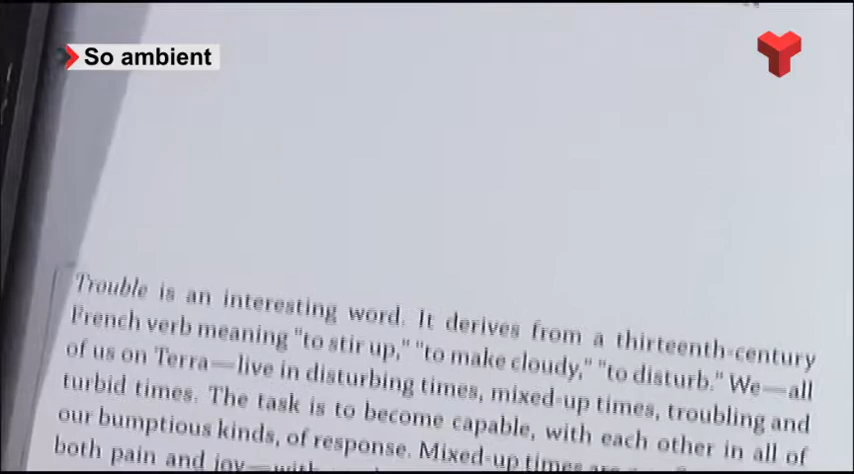 So ambient
Trouble is an interesting word. It derives from a thirteenth-century
French verb meaning "to stir up," "to make cloudy," "to disturb." We—all
of us on Terra—live in disturbing times, mixed-up times, troubling and
turbid times. The task is to become capable, with each other in all of
our bumptious kinds, of response. Mixed-up times are
both pain and joy—with